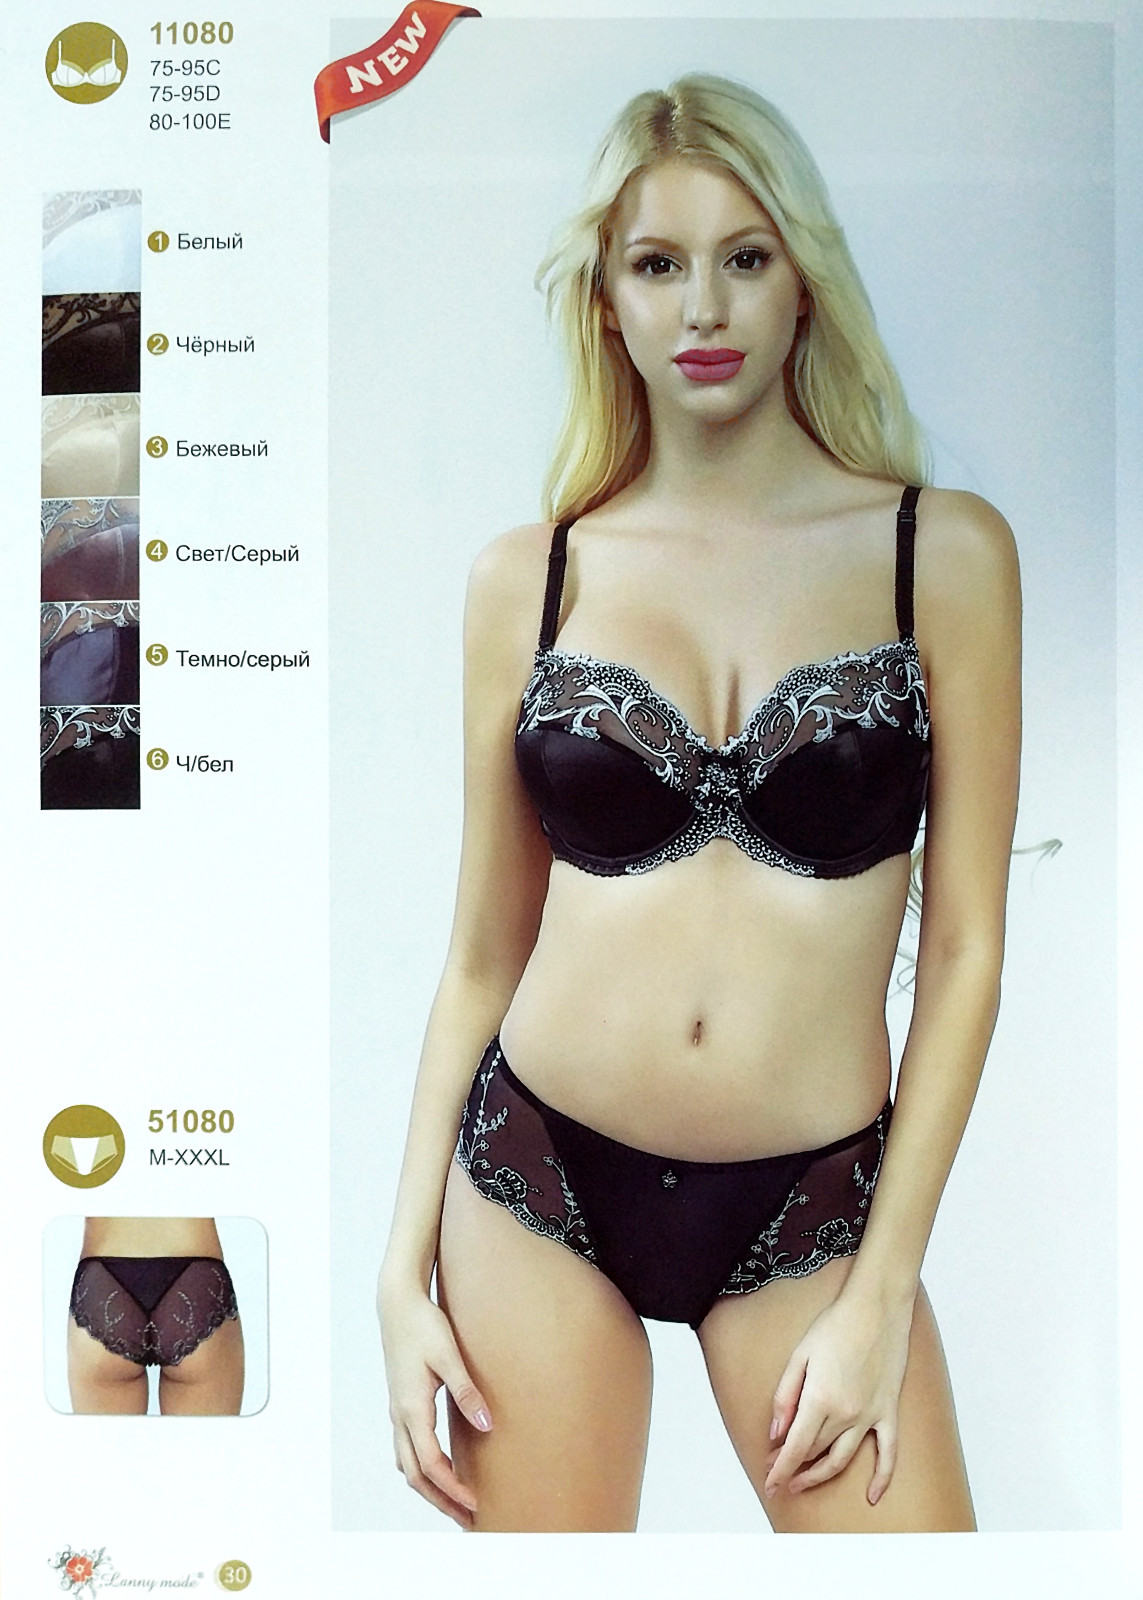 11080
75-95C
75-95D
80-100E
NEW
1 Белый
2 Чёрный
3 Бежевый
4 Свет/Серый
5 Темно/серый
6 Ч/бел
51080
M-XXXL
Lanny mode®
30